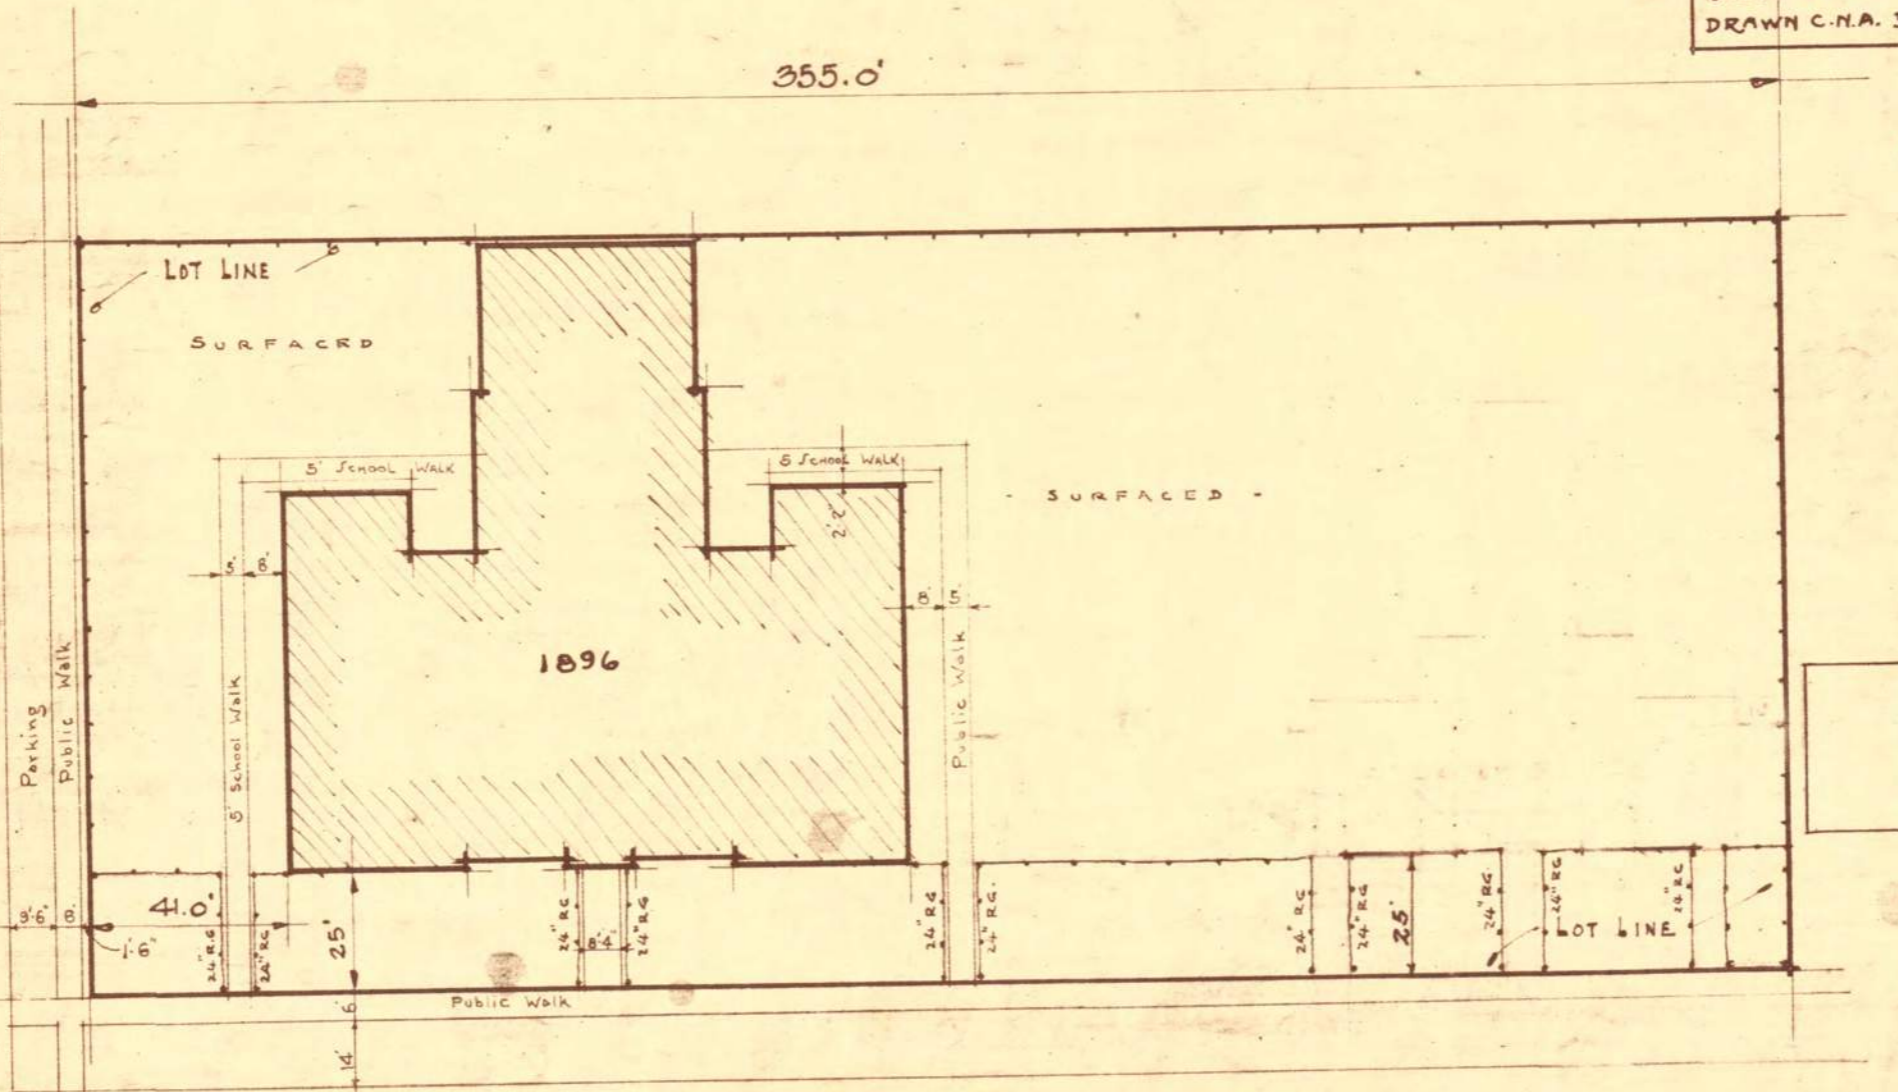 DRAWN C.N.A.
355.0'
LOT LINE
SURFACED
5' SCHOOL WALK
5 SCHOOL WALK
- SURFACED -
2'2"
5. 8.
8. 5.
1896
Parking
Public Walk
5' School Walk
Public Walk
9'-6" 8.
41.0'
1'-6"
24" R.G
24" RG
25'
24" RG
8'-4"
24" RG
24" RG
24" RG.
24" RG
24" RG
25'
24" RG.
24" RG
24" RG
LOT LINE
Public Walk
6'
14'